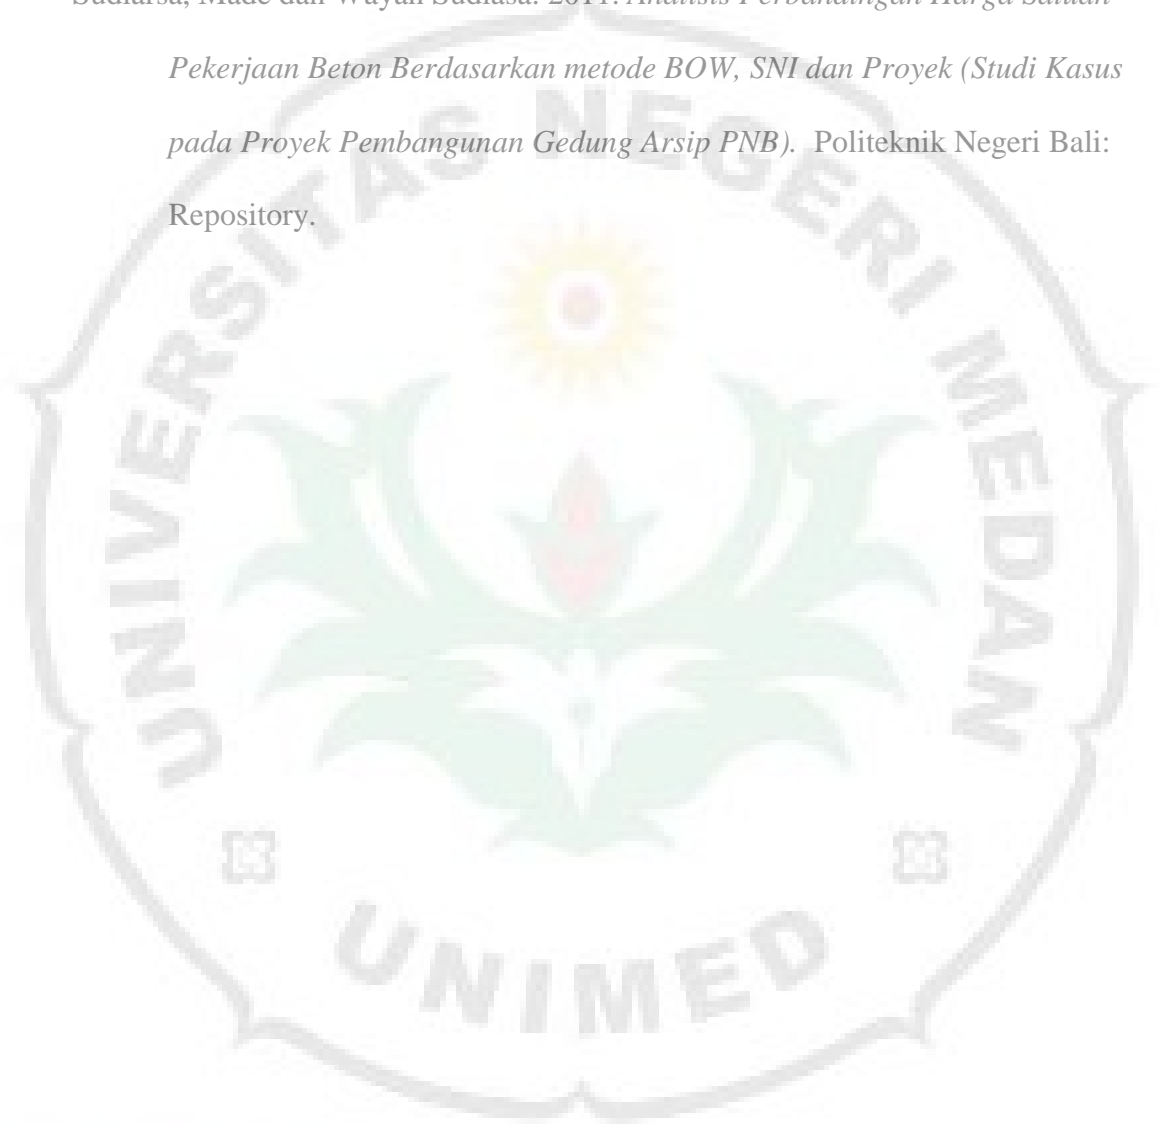 Sudiarsa, Made dan Wayan Sudiasa. 2011. Analisis Perbandingan Harga Satuan
Pekerjaan Beton Berdasarkan metode BOW, SNI dan Proyek (Studi Kasus
pada Proyek Pembangunan Gedung Arsip PNB). Politeknik Negeri Bali:
Repository.
UNIVERSITAS NEGERI MEDAN
UNIMED